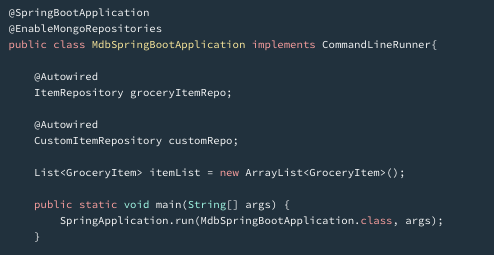 @SpringBootApplication
@EnableMongoRepositories
public class MdbSpringBootApplication implements CommandLineRunner{
@Autowired
ItemRepository groceryItemRepo;
@Autowired
CustomItemRepository customRepo;
List<GroceryItem> itemList = new ArrayList<GroceryItem>();
public static void main(String[] args) {
SpringApplication.run(MdbSpringBootApplication.class, args);
}